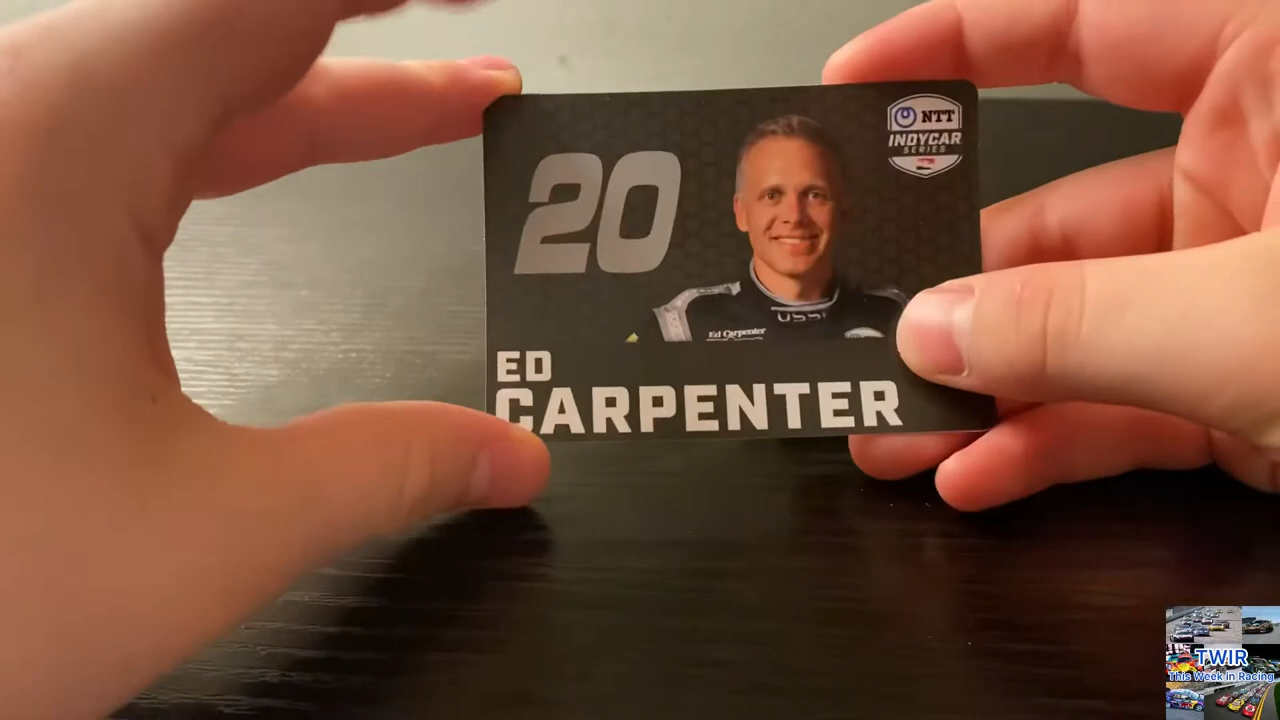 NTT
INDYCAR
SERIES
20
Ed Carpenter
ED
CARPENTER
TWIR
This Week in Racing